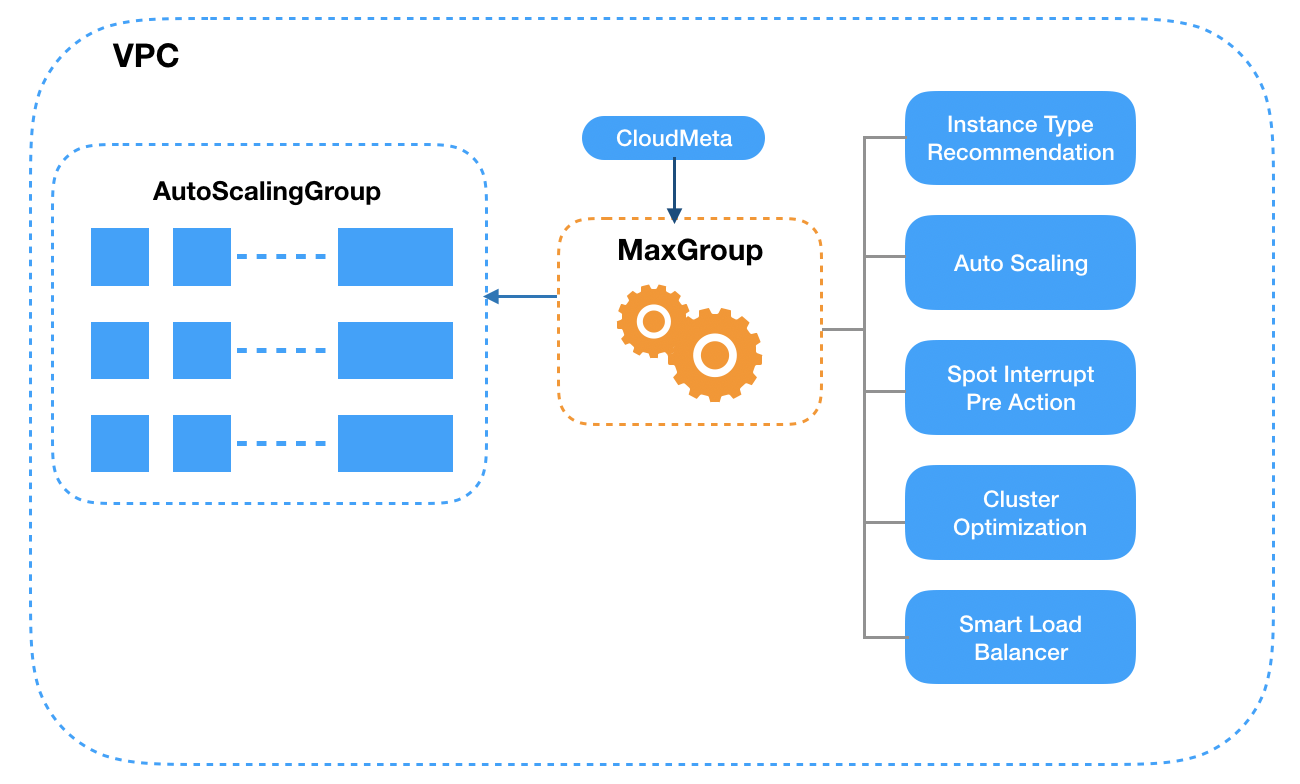 VPC
AutoScalingGroup
CloudMeta
MaxGroup
Instance Type
Recommendation
Auto Scaling
Spot Interrupt
Pre Action
Cluster
Optimization
Smart Load
Balancer